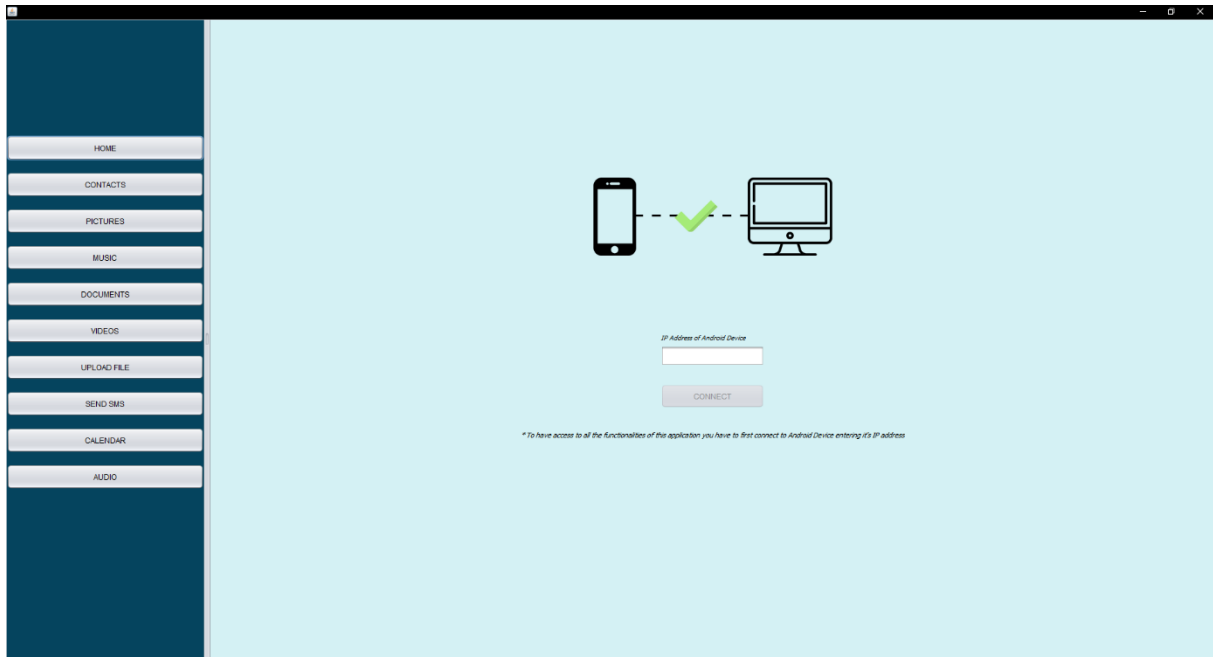 HOME
CONTACTS
PICTURES
MUSIC
DOCUMENTS
VIDEOS
UPLOAD FILE
SEND SMS
CALENDAR
AUDIO
IP Address of Android Device
CONNECT
* To have access to all the functionalities of this application you have to first connect to Android Device entering it's IP address